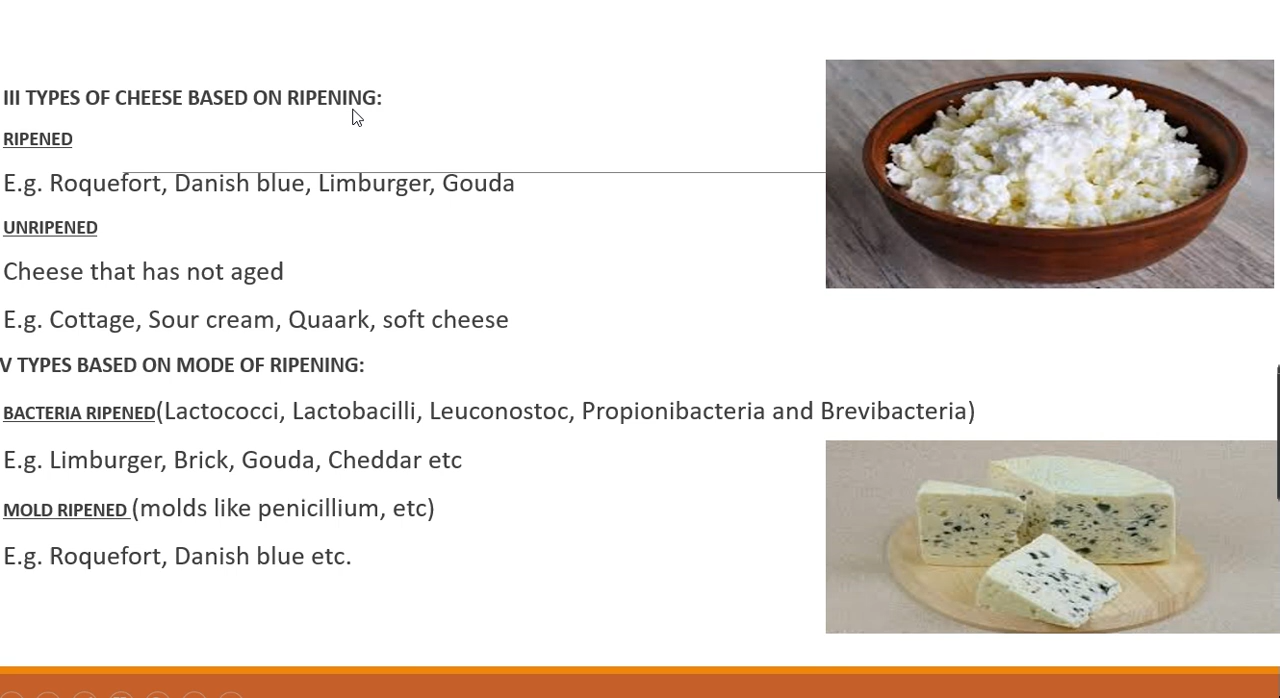 III TYPES OF CHEESE BASED ON RIPENING:
RIPENED
E.g. Roquefort, Danish blue, Limburger, Gouda
UNRIPENED
Cheese that has not aged
E.g. Cottage, Sour cream, Quaark, soft cheese
V TYPES BASED ON MODE OF RIPENING:
BACTERIA RIPENED(Lactococci, Lactobacilli, Leuconostoc, Propionibacteria and Brevibacteria)
E.g. Limburger, Brick, Gouda, Cheddar etc
MOLD RIPENED (molds like penicillium, etc)
E.g. Roquefort, Danish blue etc.